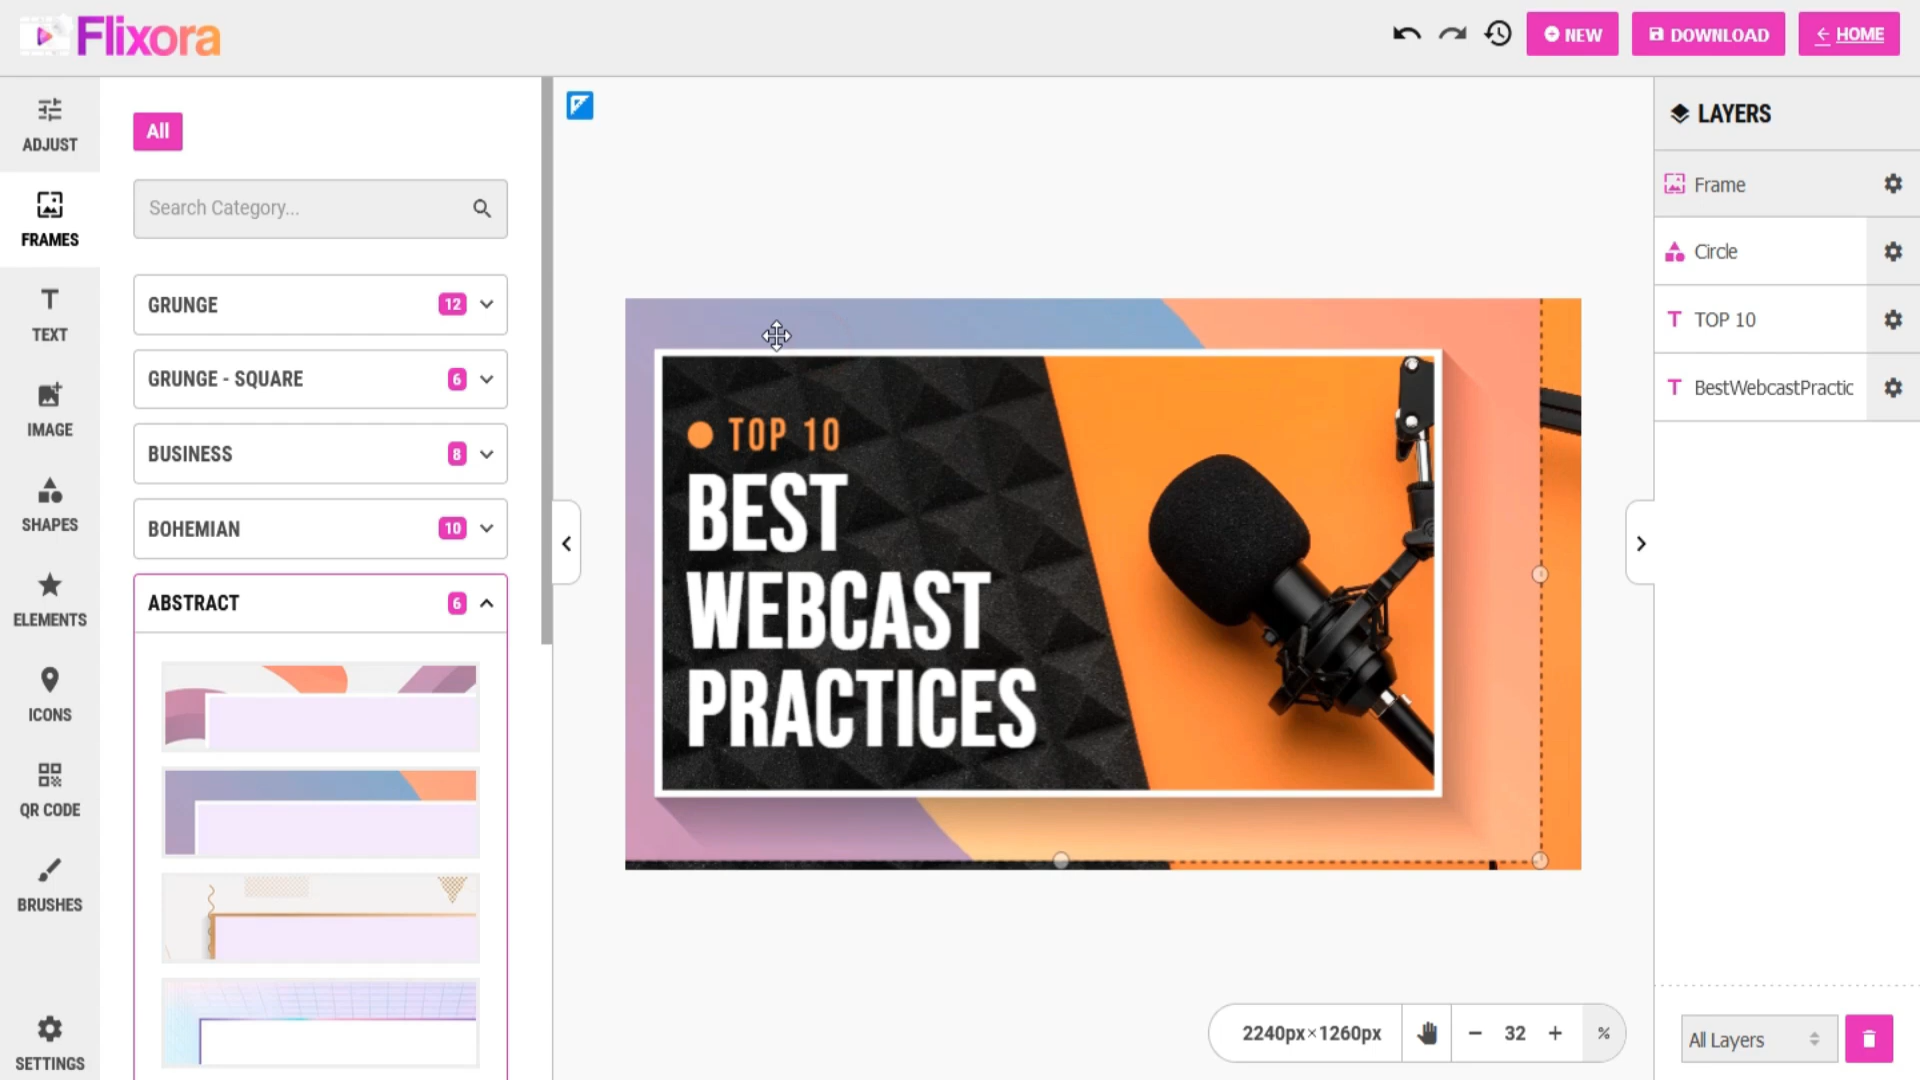 Flixora
NEW
DOWNLOAD
HOME
ADJUST
FRAMES
TEXT
IMAGE
SHAPES
ELEMENTS
ICONS
QR CODE
BRUSHES
SETTINGS
All
Search Category...
GRUNGE 12
GRUNGE - SQUARE 6
BUSINESS 8
BOHEMIAN 10
ABSTRACT 6
TOP 10
BEST
WEBCAST
PRACTICES
2240px×1260px
− 32 + %
LAYERS
Frame
Circle
T TOP 10
T BestWebcastPractic
All Layers